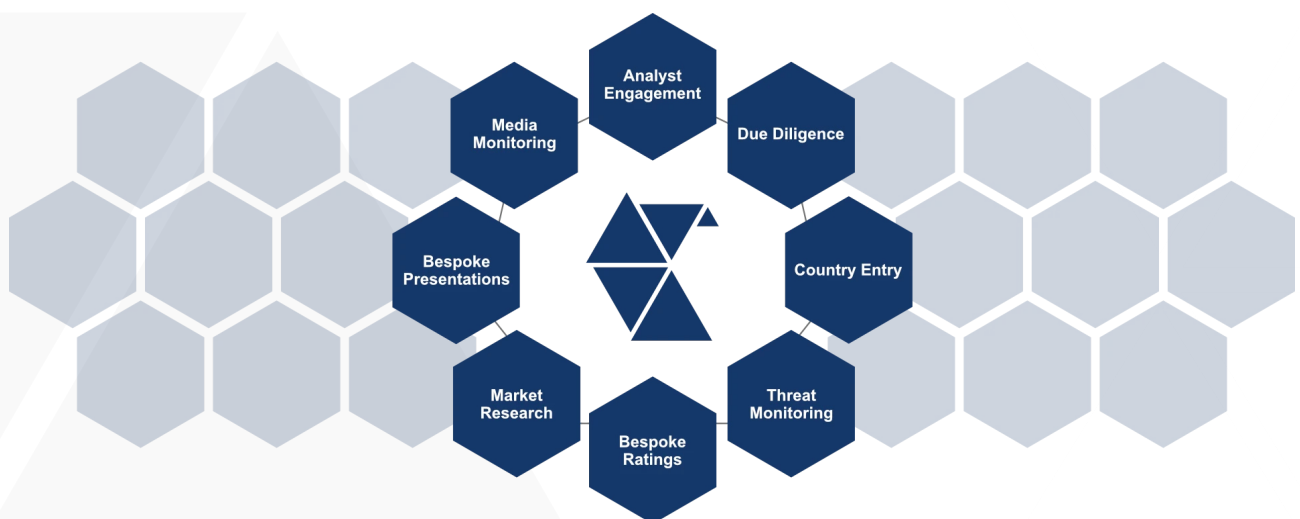 Analyst
Engagement
Due Diligence
Country Entry
Threat
Monitoring
Bespoke
Ratings
Market
Research
Bespoke
Presentations
Media
Monitoring